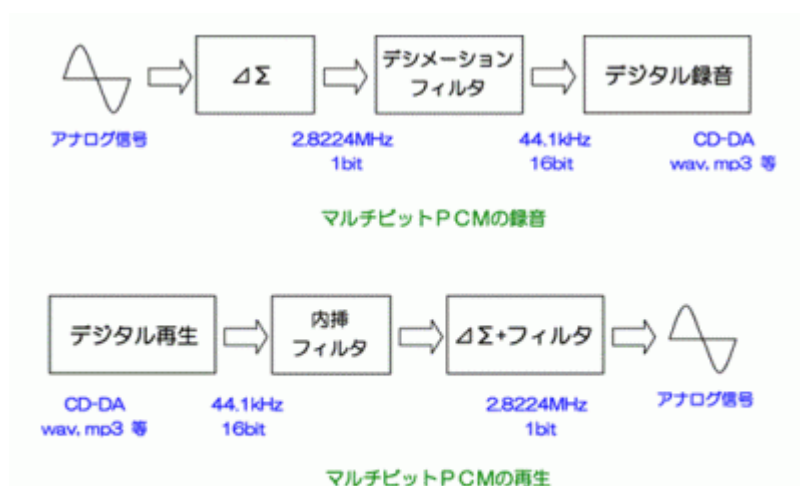 ⊿Σ
デシメーション
フィルタ
デジタル録音
アナログ信号
2.8224MHz
1bit
44.1kHz
16bit
CD-DA
wav. mp3 等
マルチビットPCMの録音
デジタル再生
内挿
フィルタ
⊿Σ+フィルタ
CD-DA
wav. mp3 等
44.1kHz
16bit
2.8224MHz
1bit
アナログ信号
マルチビットPCMの再生